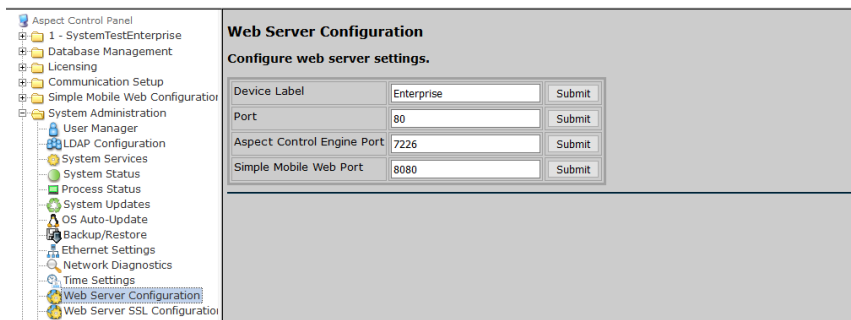 Aspect Control Panel
1 - SystemTestEnterprise
Database Management
Licensing
Communication Setup
Simple Mobile Web Configuration
System Administration
User Manager
LDAP Configuration
System Services
System Status
Process Status
System Updates
OS Auto-Update
Backup/Restore
Ethernet Settings
Network Diagnostics
Time Settings
Web Server Configuration
Web Server SSL Configuration
Web Server Configuration
Configure web server settings.
Device Label Enterprise Submit
Port 80 Submit
Aspect Control Engine Port 7226 Submit
Simple Mobile Web Port 8080 Submit